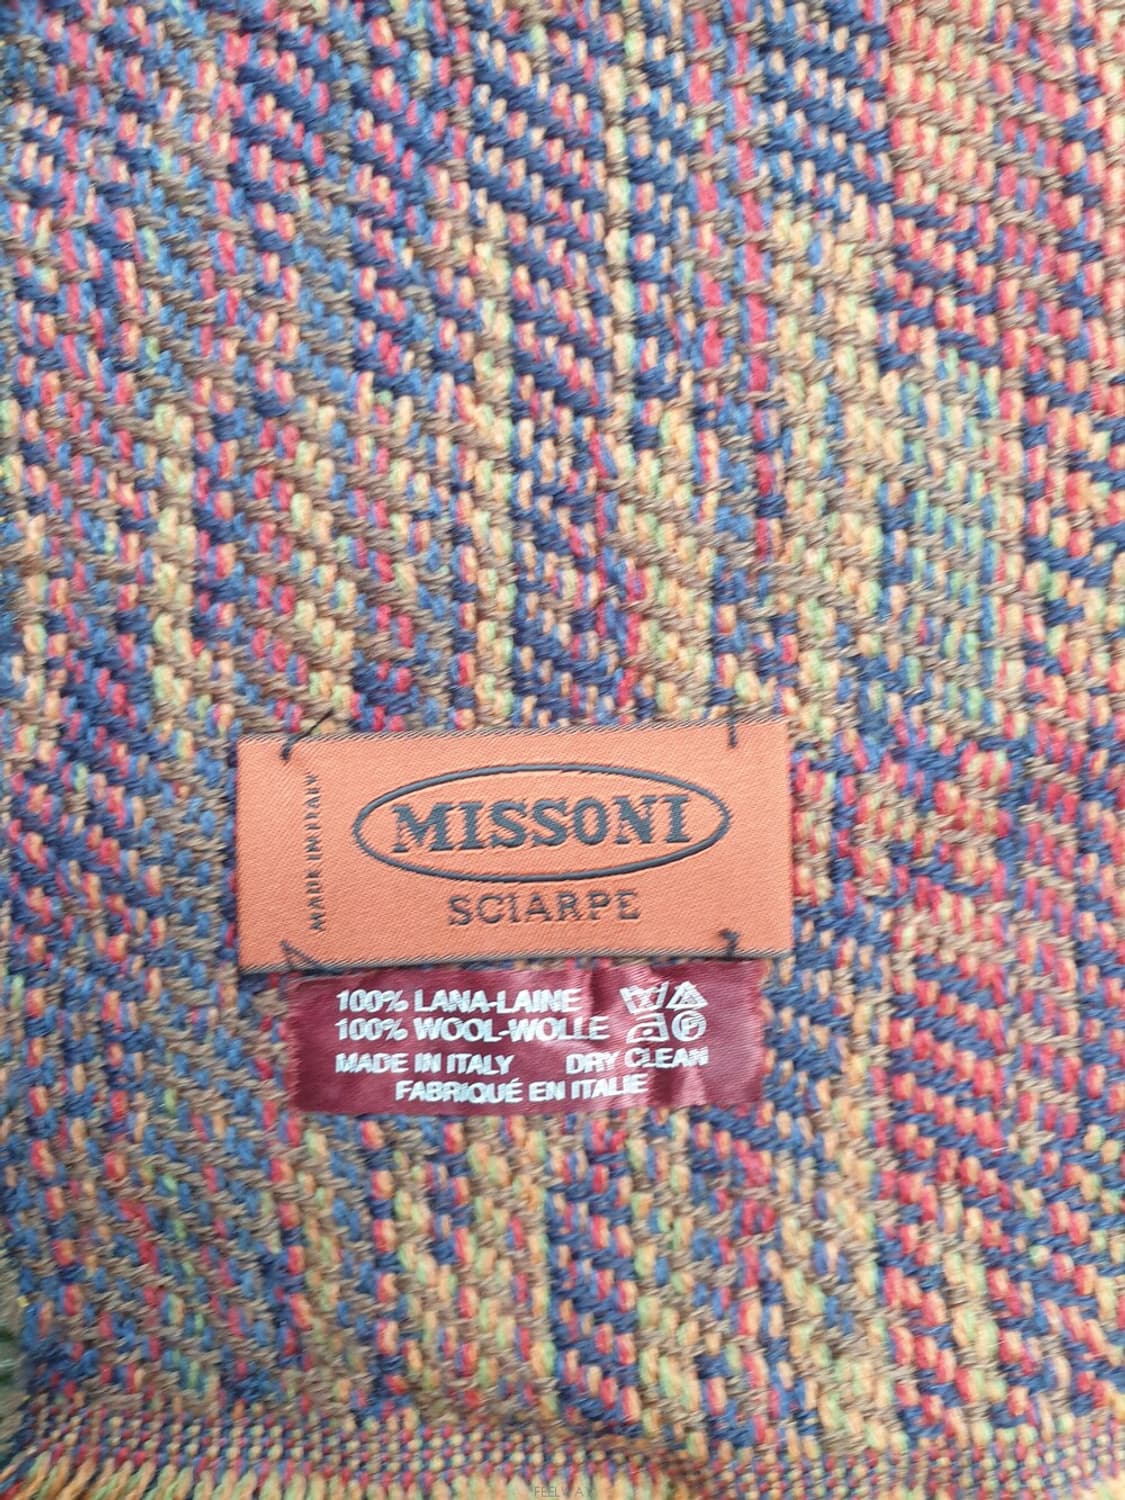 MISSONI
SCIARPE
MADE IN ITALY
100% LANA-LAINE
100% WOOL-WOLLE
MADE IN ITALY DRY CLEAN
FABRIQUÉ EN ITALIE
FEELWAY